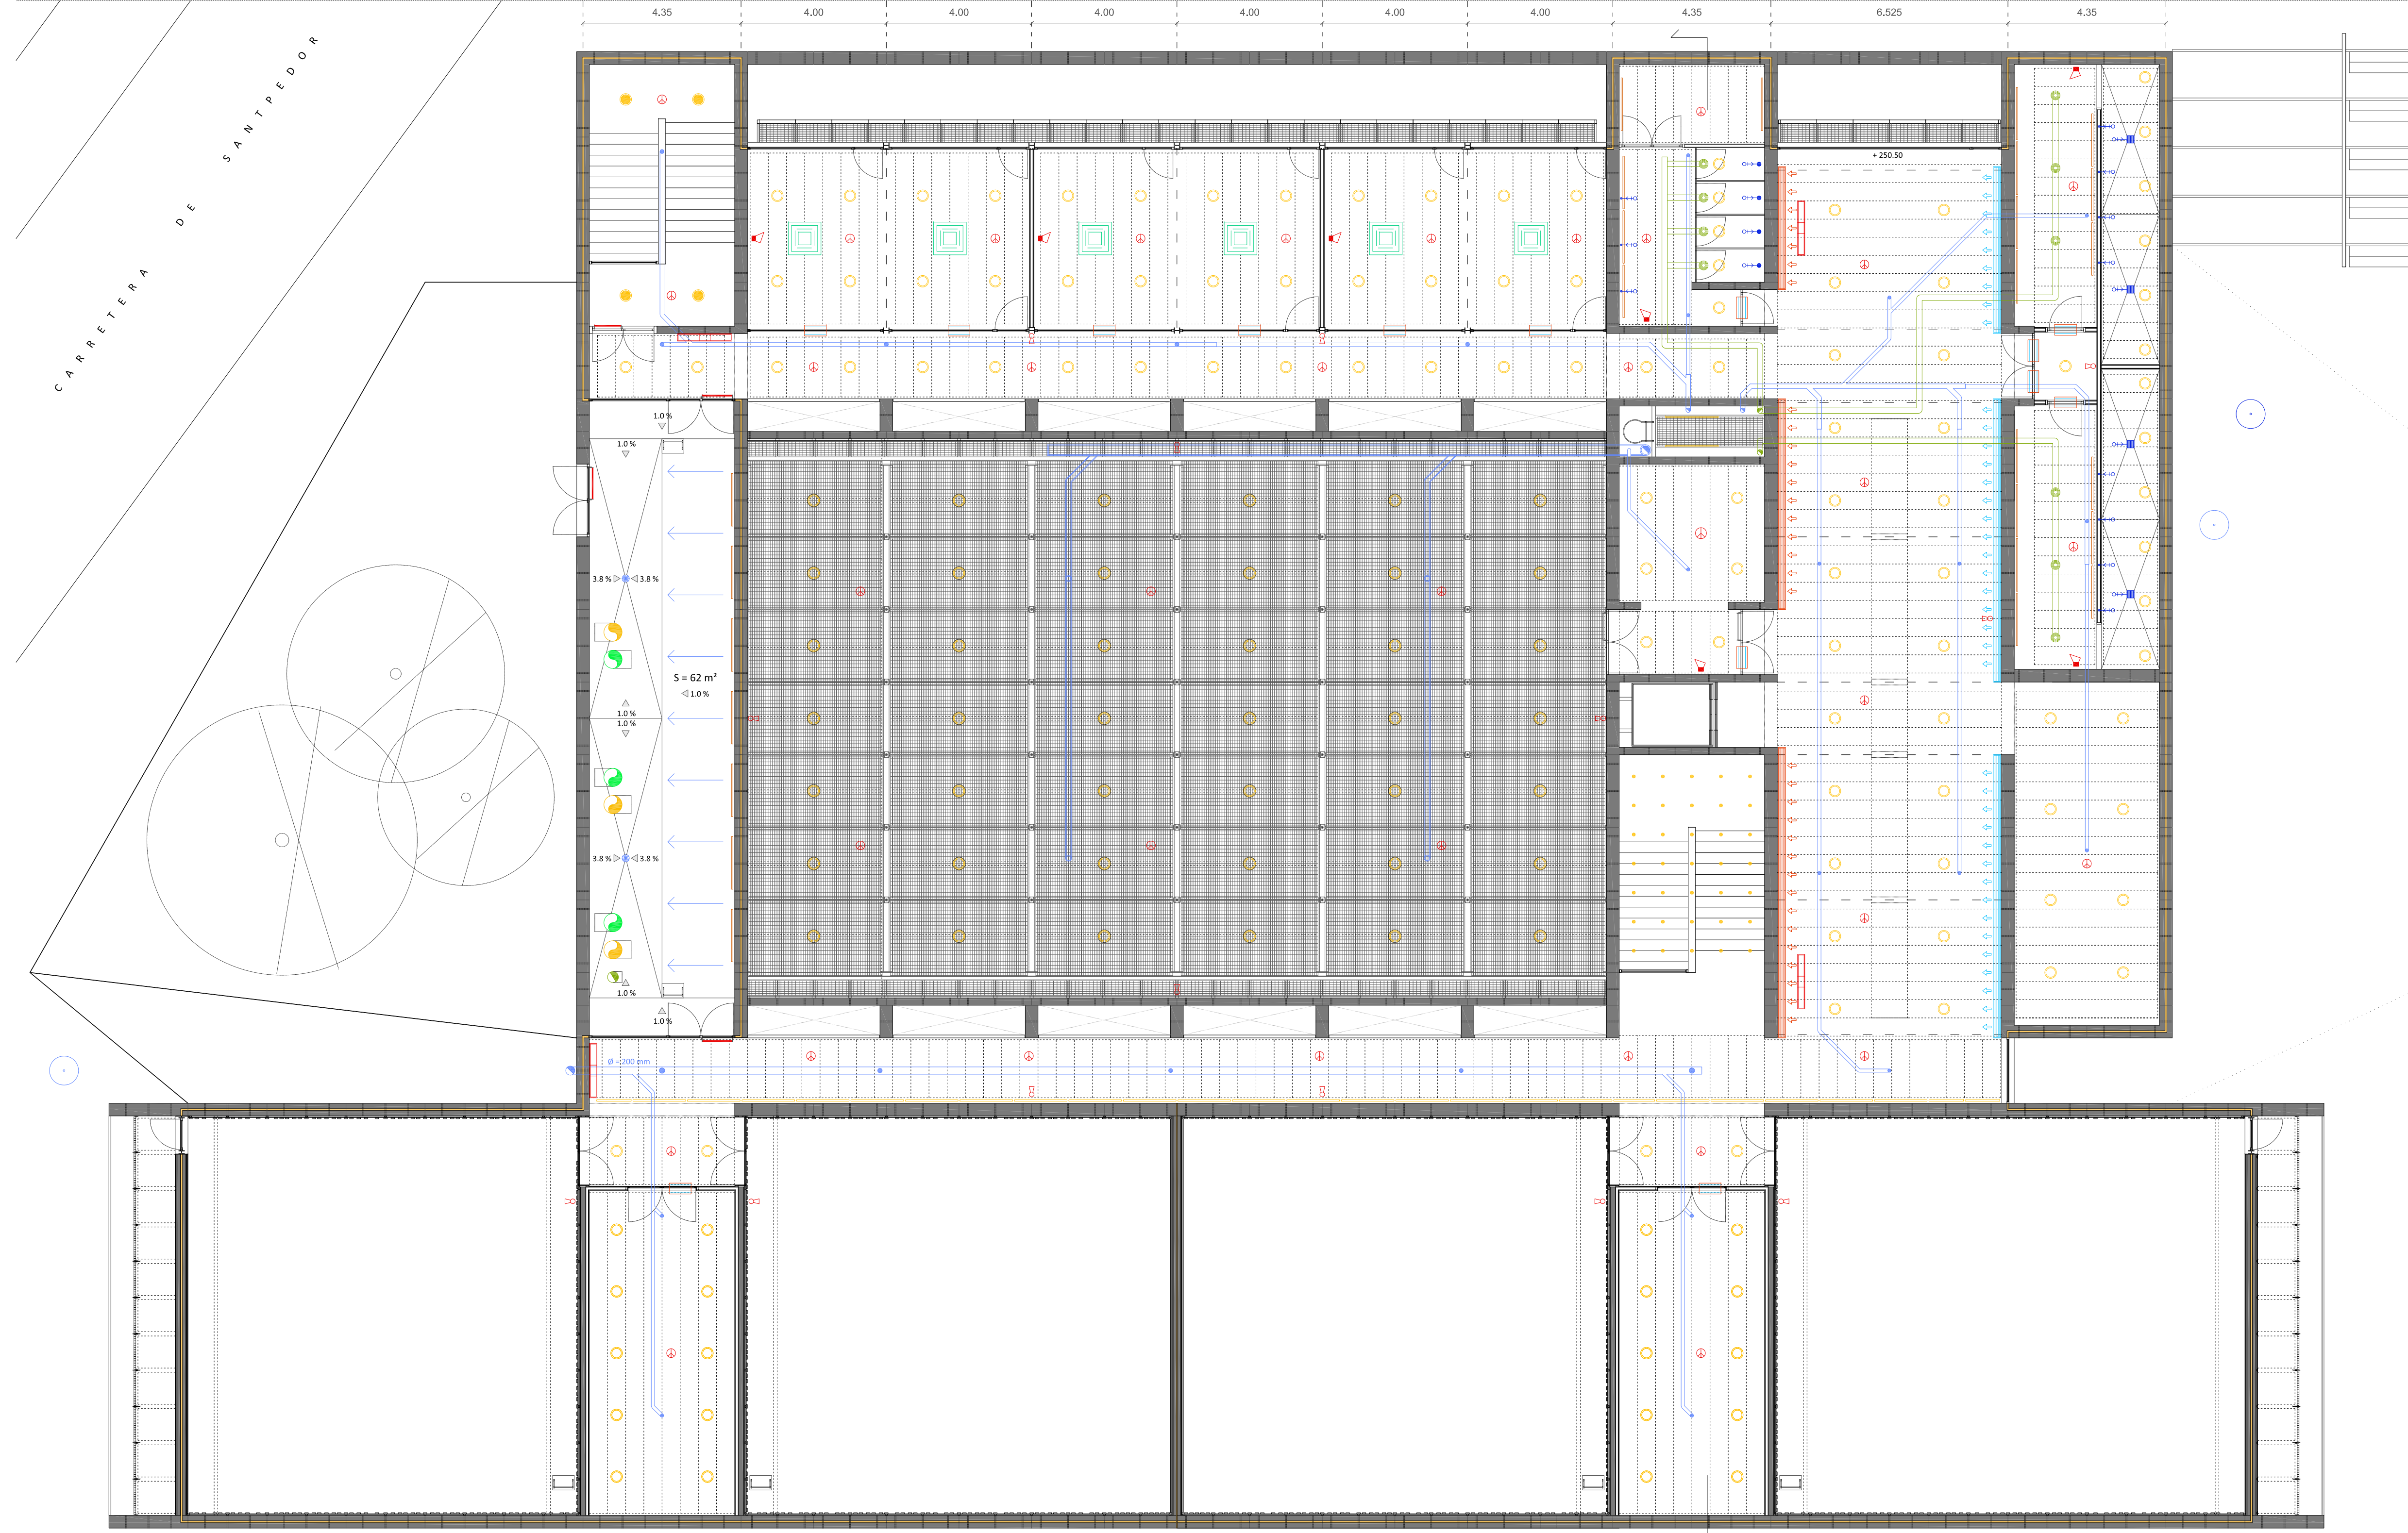 4.35 4.00 4.00 4.00 4.00 4.00 4.00 4.35 6.525 4.35
CARRETERA DE SANTPEDOR
+ 250.50
1.0 %
1.0 %
3.8 % 3.8 %
S = 62 m²
1.0 %
1.0 %
1.0 %
3.8 % 3.8 %
1.0 %
1.0 %
Ø = 200 mm